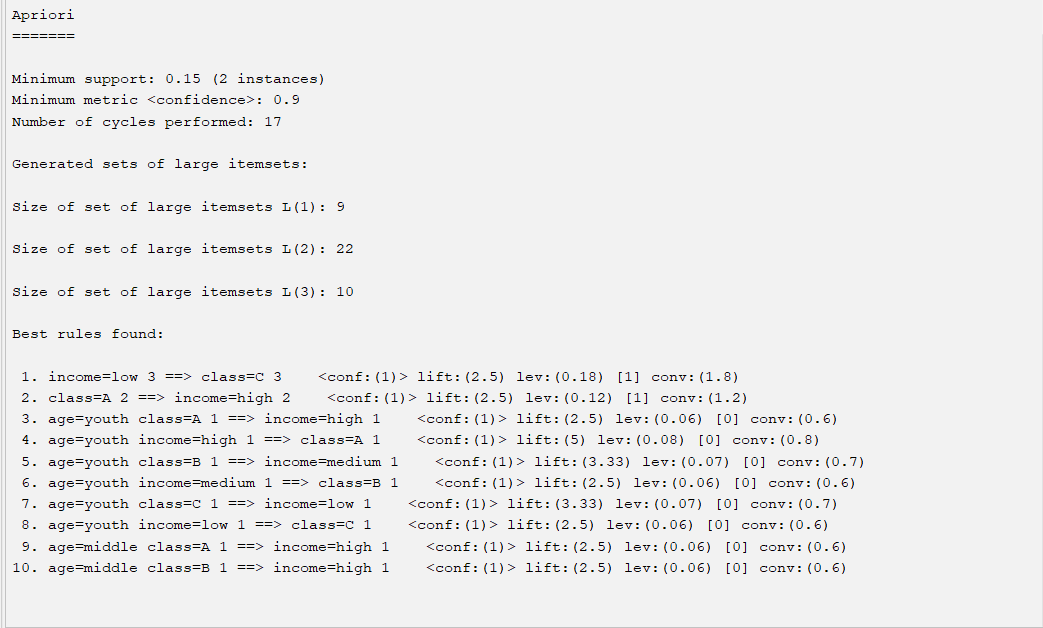 Apriori
=======
Minimum support: 0.15 (2 instances)
Minimum metric <confidence>: 0.9
Number of cycles performed: 17
Generated sets of large itemsets:
Size of set of large itemsets L(1): 9
Size of set of large itemsets L(2): 22
Size of set of large itemsets L(3): 10
Best rules found:
1. income=low 3 ==> class=C 3    <conf:(1)> lift:(2.5) lev:(0.18) [1] conv:(1.8)
2. class=A 2 ==> income=high 2    <conf:(1)> lift:(2.5) lev:(0.12) [1] conv:(1.2)
3. age=youth class=A 1 ==> income=high 1    <conf:(1)> lift:(2.5) lev:(0.06) [0] conv:(0.6)
4. age=youth income=high 1 ==> class=A 1    <conf:(1)> lift:(5) lev:(0.08) [0] conv:(0.8)
5. age=youth class=B 1 ==> income=medium 1    <conf:(1)> lift:(3.33) lev:(0.07) [0] conv:(0.7)
6. age=youth income=medium 1 ==> class=B 1    <conf:(1)> lift:(2.5) lev:(0.06) [0] conv:(0.6)
7. age=youth class=C 1 ==> income=low 1    <conf:(1)> lift:(3.33) lev:(0.07) [0] conv:(0.7)
8. age=youth income=low 1 ==> class=C 1    <conf:(1)> lift:(2.5) lev:(0.06) [0] conv:(0.6)
9. age=middle class=A 1 ==> income=high 1    <conf:(1)> lift:(2.5) lev:(0.06) [0] conv:(0.6)
10. age=middle class=B 1 ==> income=high 1    <conf:(1)> lift:(2.5) lev:(0.06) [0] conv:(0.6)